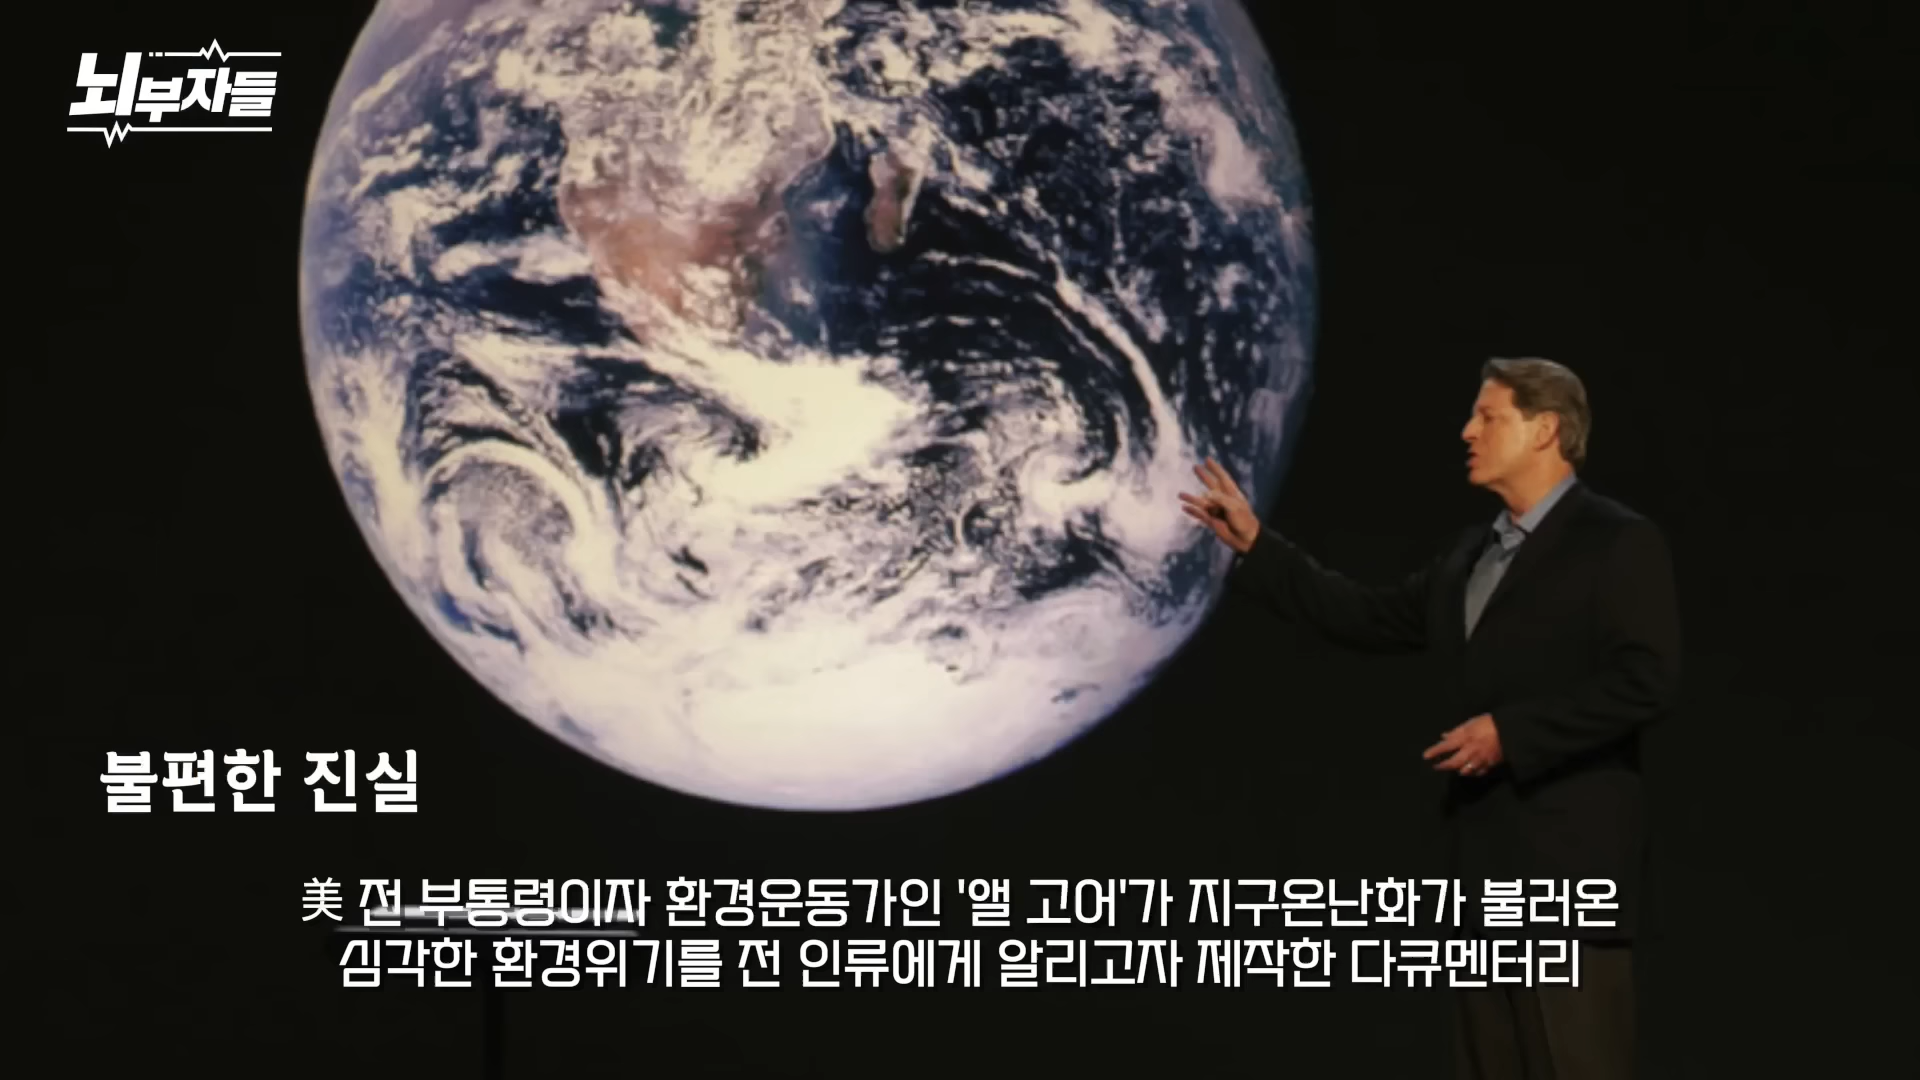 뇌부자들
불편한 진실
美 전 부통령이자 환경운동가인 '앨 고어'가 지구온난화가 불러온
심각한 환경위기를 전 인류에게 알리고자 제작한 다큐멘터리